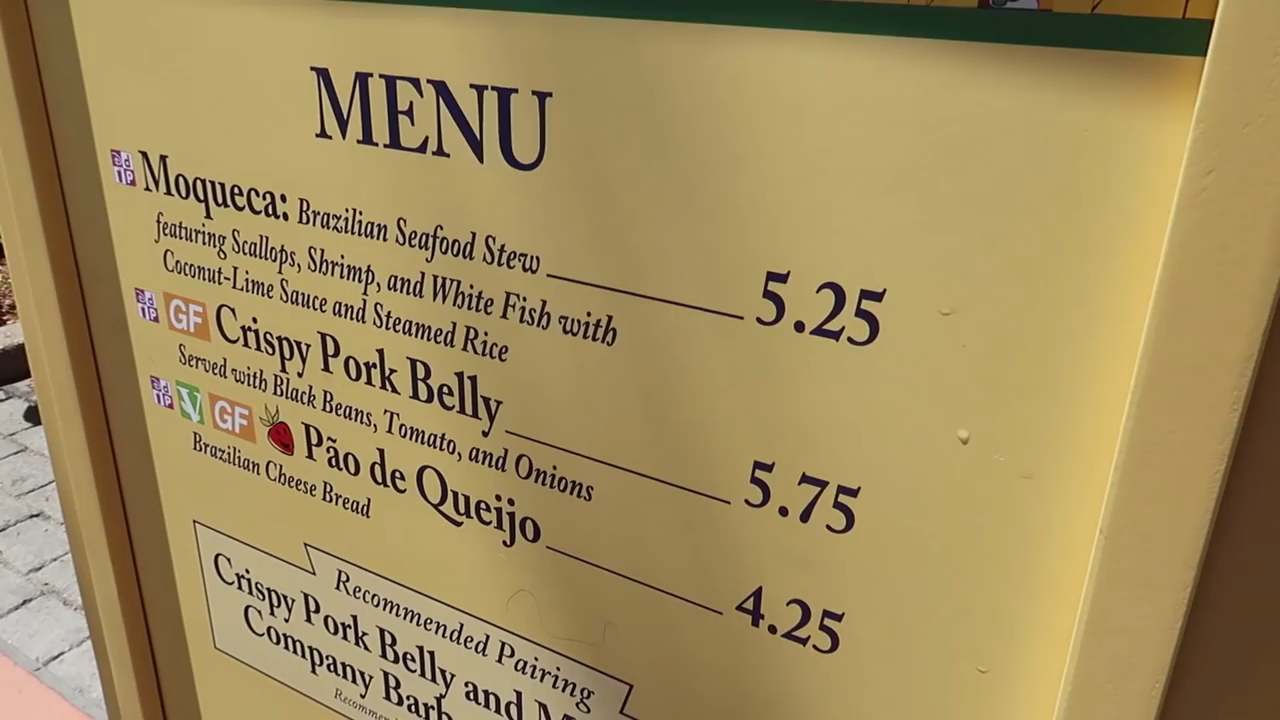 MENU
Moqueca: Brazilian Seafood Stew 5.25
featuring Scallops, Shrimp, and White Fish with
Coconut-Lime Sauce and Steamed Rice
GF Crispy Pork Belly 5.75
Served with Black Beans, Tomato, and Onions
V GF Pão de Queijo 4.25
Brazilian Cheese Bread
Recommended Pairing
Crispy Pork Belly and
Company